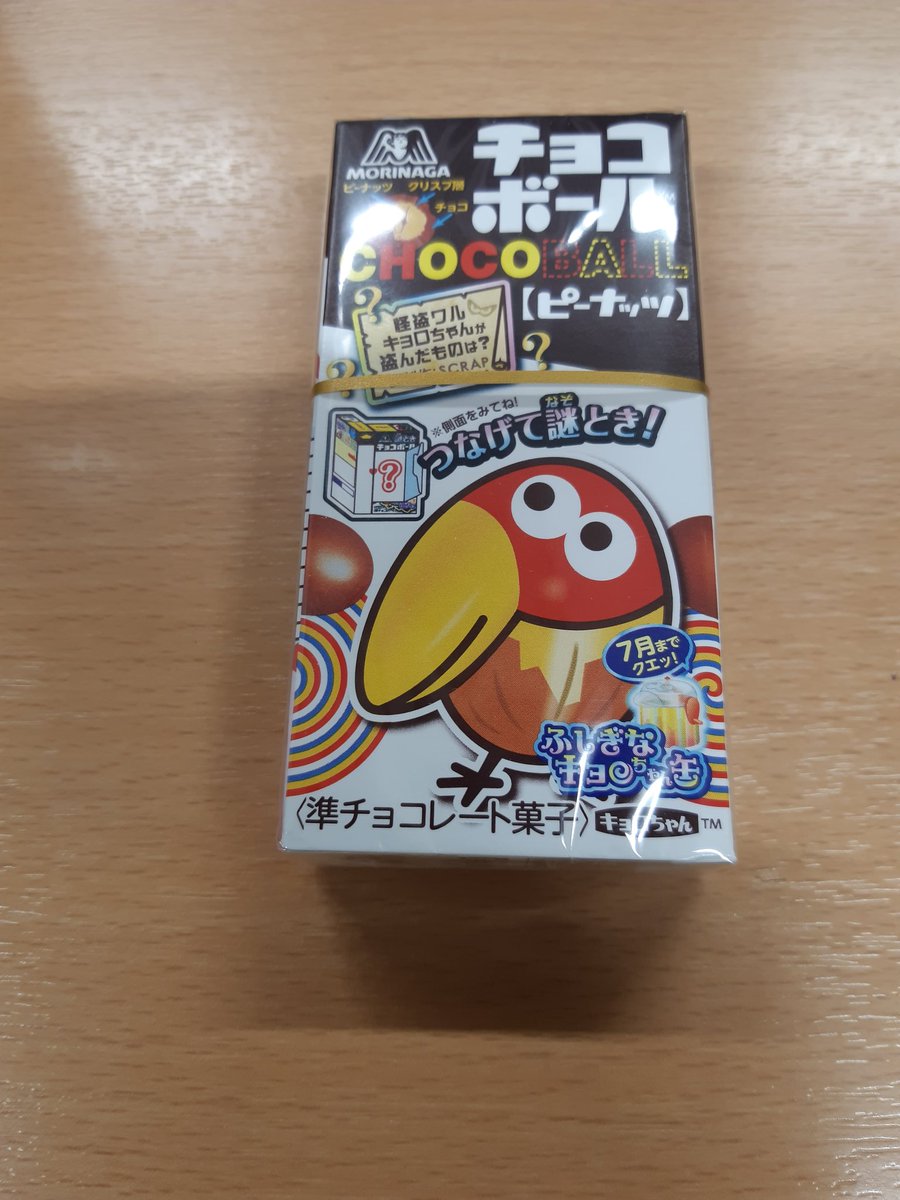 MORINAGA
チョコ
ボール
ピーナッツ クリスプ層
チョコ
CHOCOBALL
【ピーナッツ】
怪盗ワル
キョロちゃんが
盗んだものは?
SCRAP
※側面をみてね!
なぞ
つなげて謎とき!
チョコボール
?
7月まで
クエッ!
ふしぎな
キョロちゃん缶
〈準チョコレート菓子〉 キョロちゃん TM